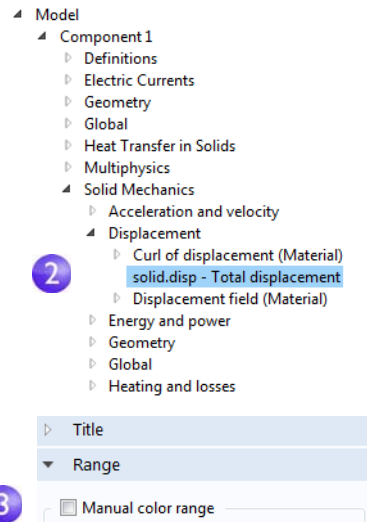 Model
Component 1
Definitions
Electric Currents
Geometry
Global
Heat Transfer in Solids
Multiphysics
Solid Mechanics
Acceleration and velocity
Displacement
Curl of displacement (Material)
2 solid.disp - Total displacement
Displacement field (Material)
Energy and power
Geometry
Global
Heating and losses
Title
Range
3 Manual color range